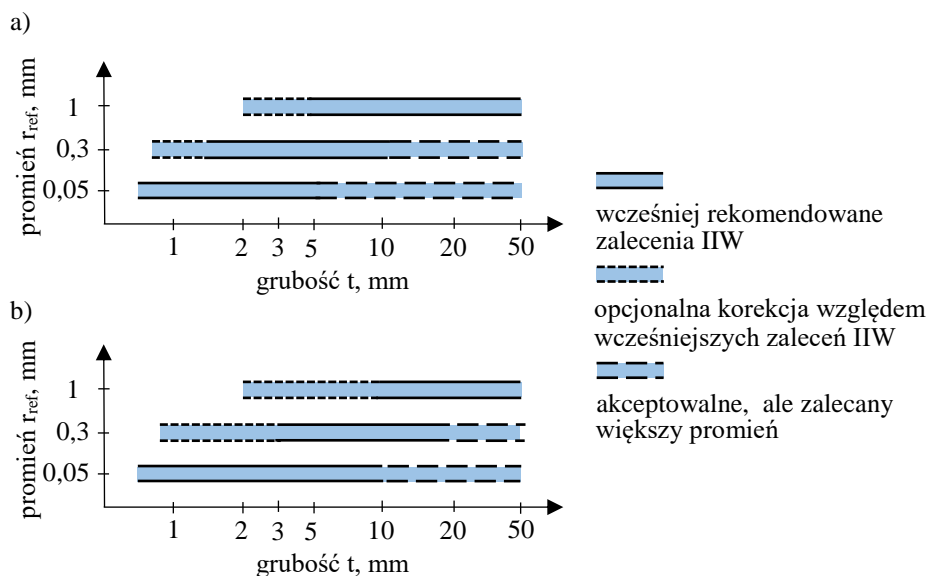 a)
promień r_ref, mm
1
0,3
0,05
1 2 3 5 10 20 50
grubość t, mm
b)
promień r_ref, mm
1
0,3
0,05
1 2 3 5 10 20 50
grubość t, mm
wcześniej rekomendowane
zalecenia IIW
opcjonalna korekcja względem
wcześniejszych zaleceń IIW
akceptowalne, ale zalecany
większy promień